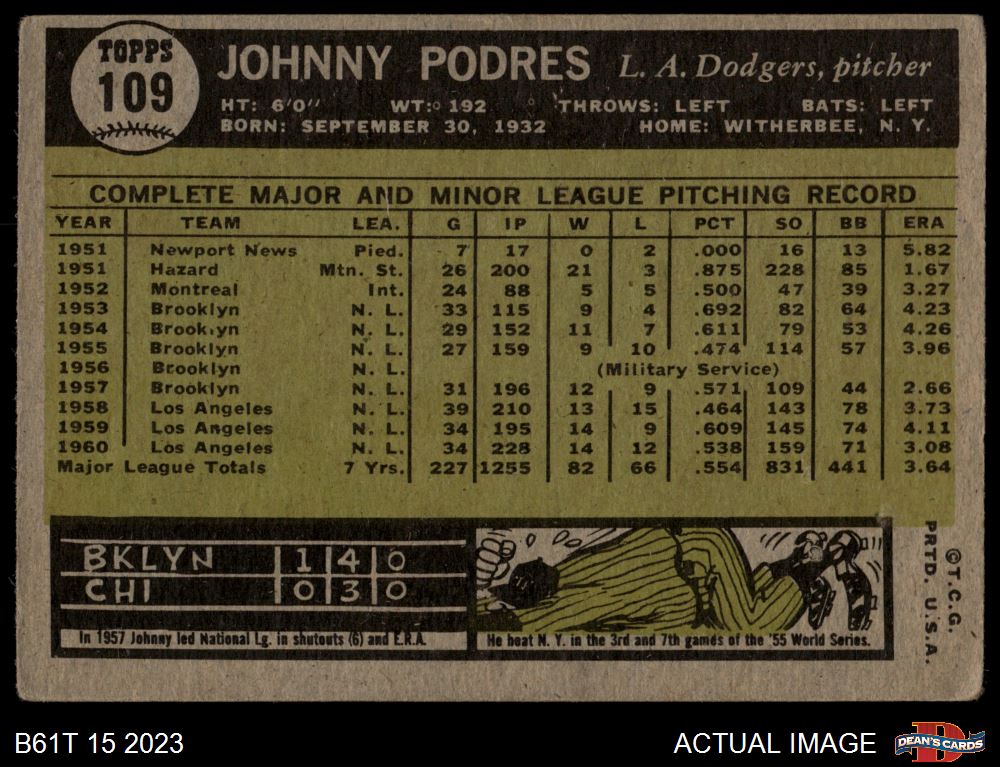 TOPPS 109
JOHNNY PODRES L. A. Dodgers, pitcher
HT: 6'0" WT: 192 THROWS: LEFT BATS: LEFT
BORN: SEPTEMBER 30, 1932 HOME: WITHERBEE, N. Y.
COMPLETE MAJOR AND MINOR LEAGUE PITCHING RECORD
YEAR TEAM LEA. G IP W L PCT SO BB ERA
1951 Newport News Pied. 7 17 0 2 .000 16 13 5.82
1951 Hazard Mtn. St. 26 200 21 3 .875 228 85 1.67
1952 Montreal Int. 24 88 5 5 .500 47 39 3.27
1953 Brooklyn N. L. 33 115 9 4 .692 82 64 4.23
1954 Brooklyn N. L. 29 152 11 7 .611 79 53 4.26
1955 Brooklyn N. L. 27 159 9 10 .474 114 57 3.96
1956 Brooklyn N. L. (Military Service)
1957 Brooklyn N. L. 31 196 12 9 .571 109 44 2.66
1958 Los Angeles N. L. 39 210 13 15 .464 143 78 3.73
1959 Los Angeles N. L. 34 195 14 9 .609 145 74 4.11
1960 Los Angeles N. L. 34 228 14 12 .538 159 71 3.08
Major League Totals 7 Yrs. 227 1255 82 66 .554 831 441 3.64
BKLYN 1 4 0
CHI 0 3 0
In 1957 Johnny led National Lg. in shutouts (6) and E.R.A.
He beat N. Y. in the 3rd and 7th games of the '55 World Series.
©T.C.G.
PRTD. U.S.A.
B61T 15 2023
ACTUAL IMAGE
DEAN'S CARDS